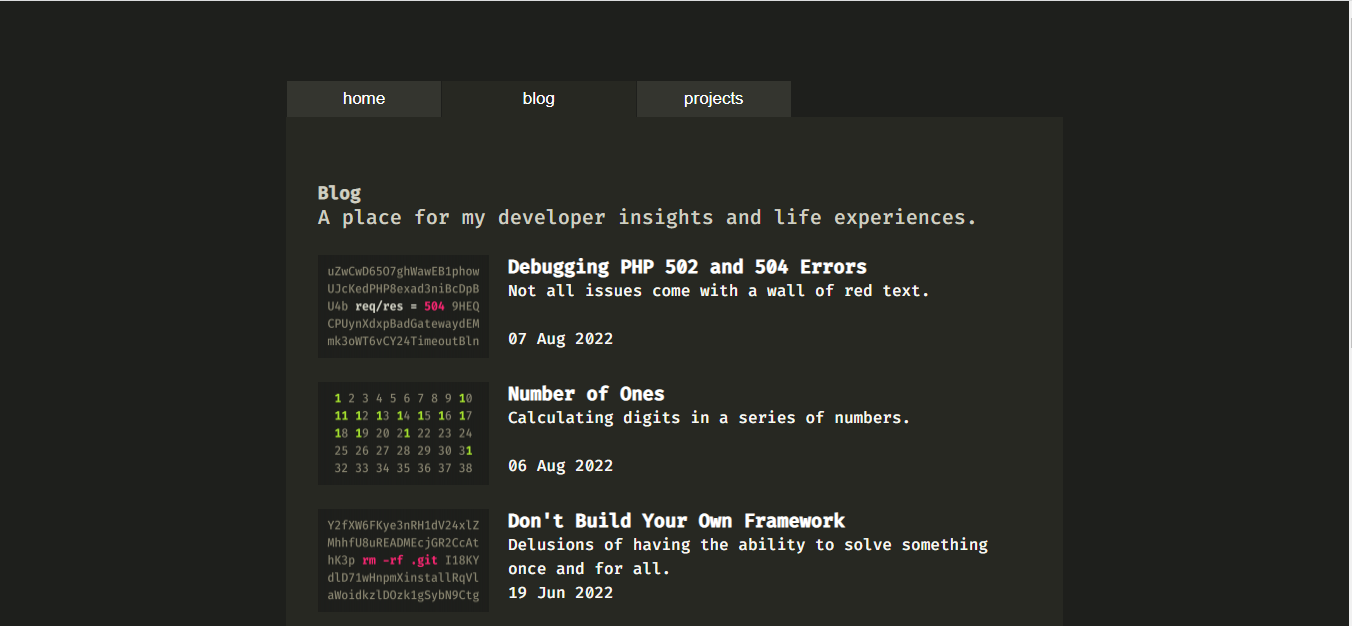 home blog projects
Blog
A place for my developer insights and life experiences.
uZwCwD65O7ghWawEB1phow
UJcKedPHP8exad3niBcDpB
U4b req/res = 504 9HEQ
CPUynXdxpBadGatewaydEM
mk3oWT6vCY24TimeoutBln
Debugging PHP 502 and 504 Errors
Not all issues come with a wall of red text.
07 Aug 2022
1 2 3 4 5 6 7 8 9 10
11 12 13 14 15 16 17
18 19 20 21 22 23 24
25 26 27 28 29 30 31
32 33 34 35 36 37 38
Number of Ones
Calculating digits in a series of numbers.
06 Aug 2022
Y2fXW6FKye3nRH1dV24xlZ
MhhfU8uREADMEcjGR2CcAt
hK3p rm -rf .git I18KY
dlD71wHnpmXinstallRqVl
aWoidkzlDOzk1gSybN9Ctg
Don't Build Your Own Framework
Delusions of having the ability to solve something
once and for all.
19 Jun 2022